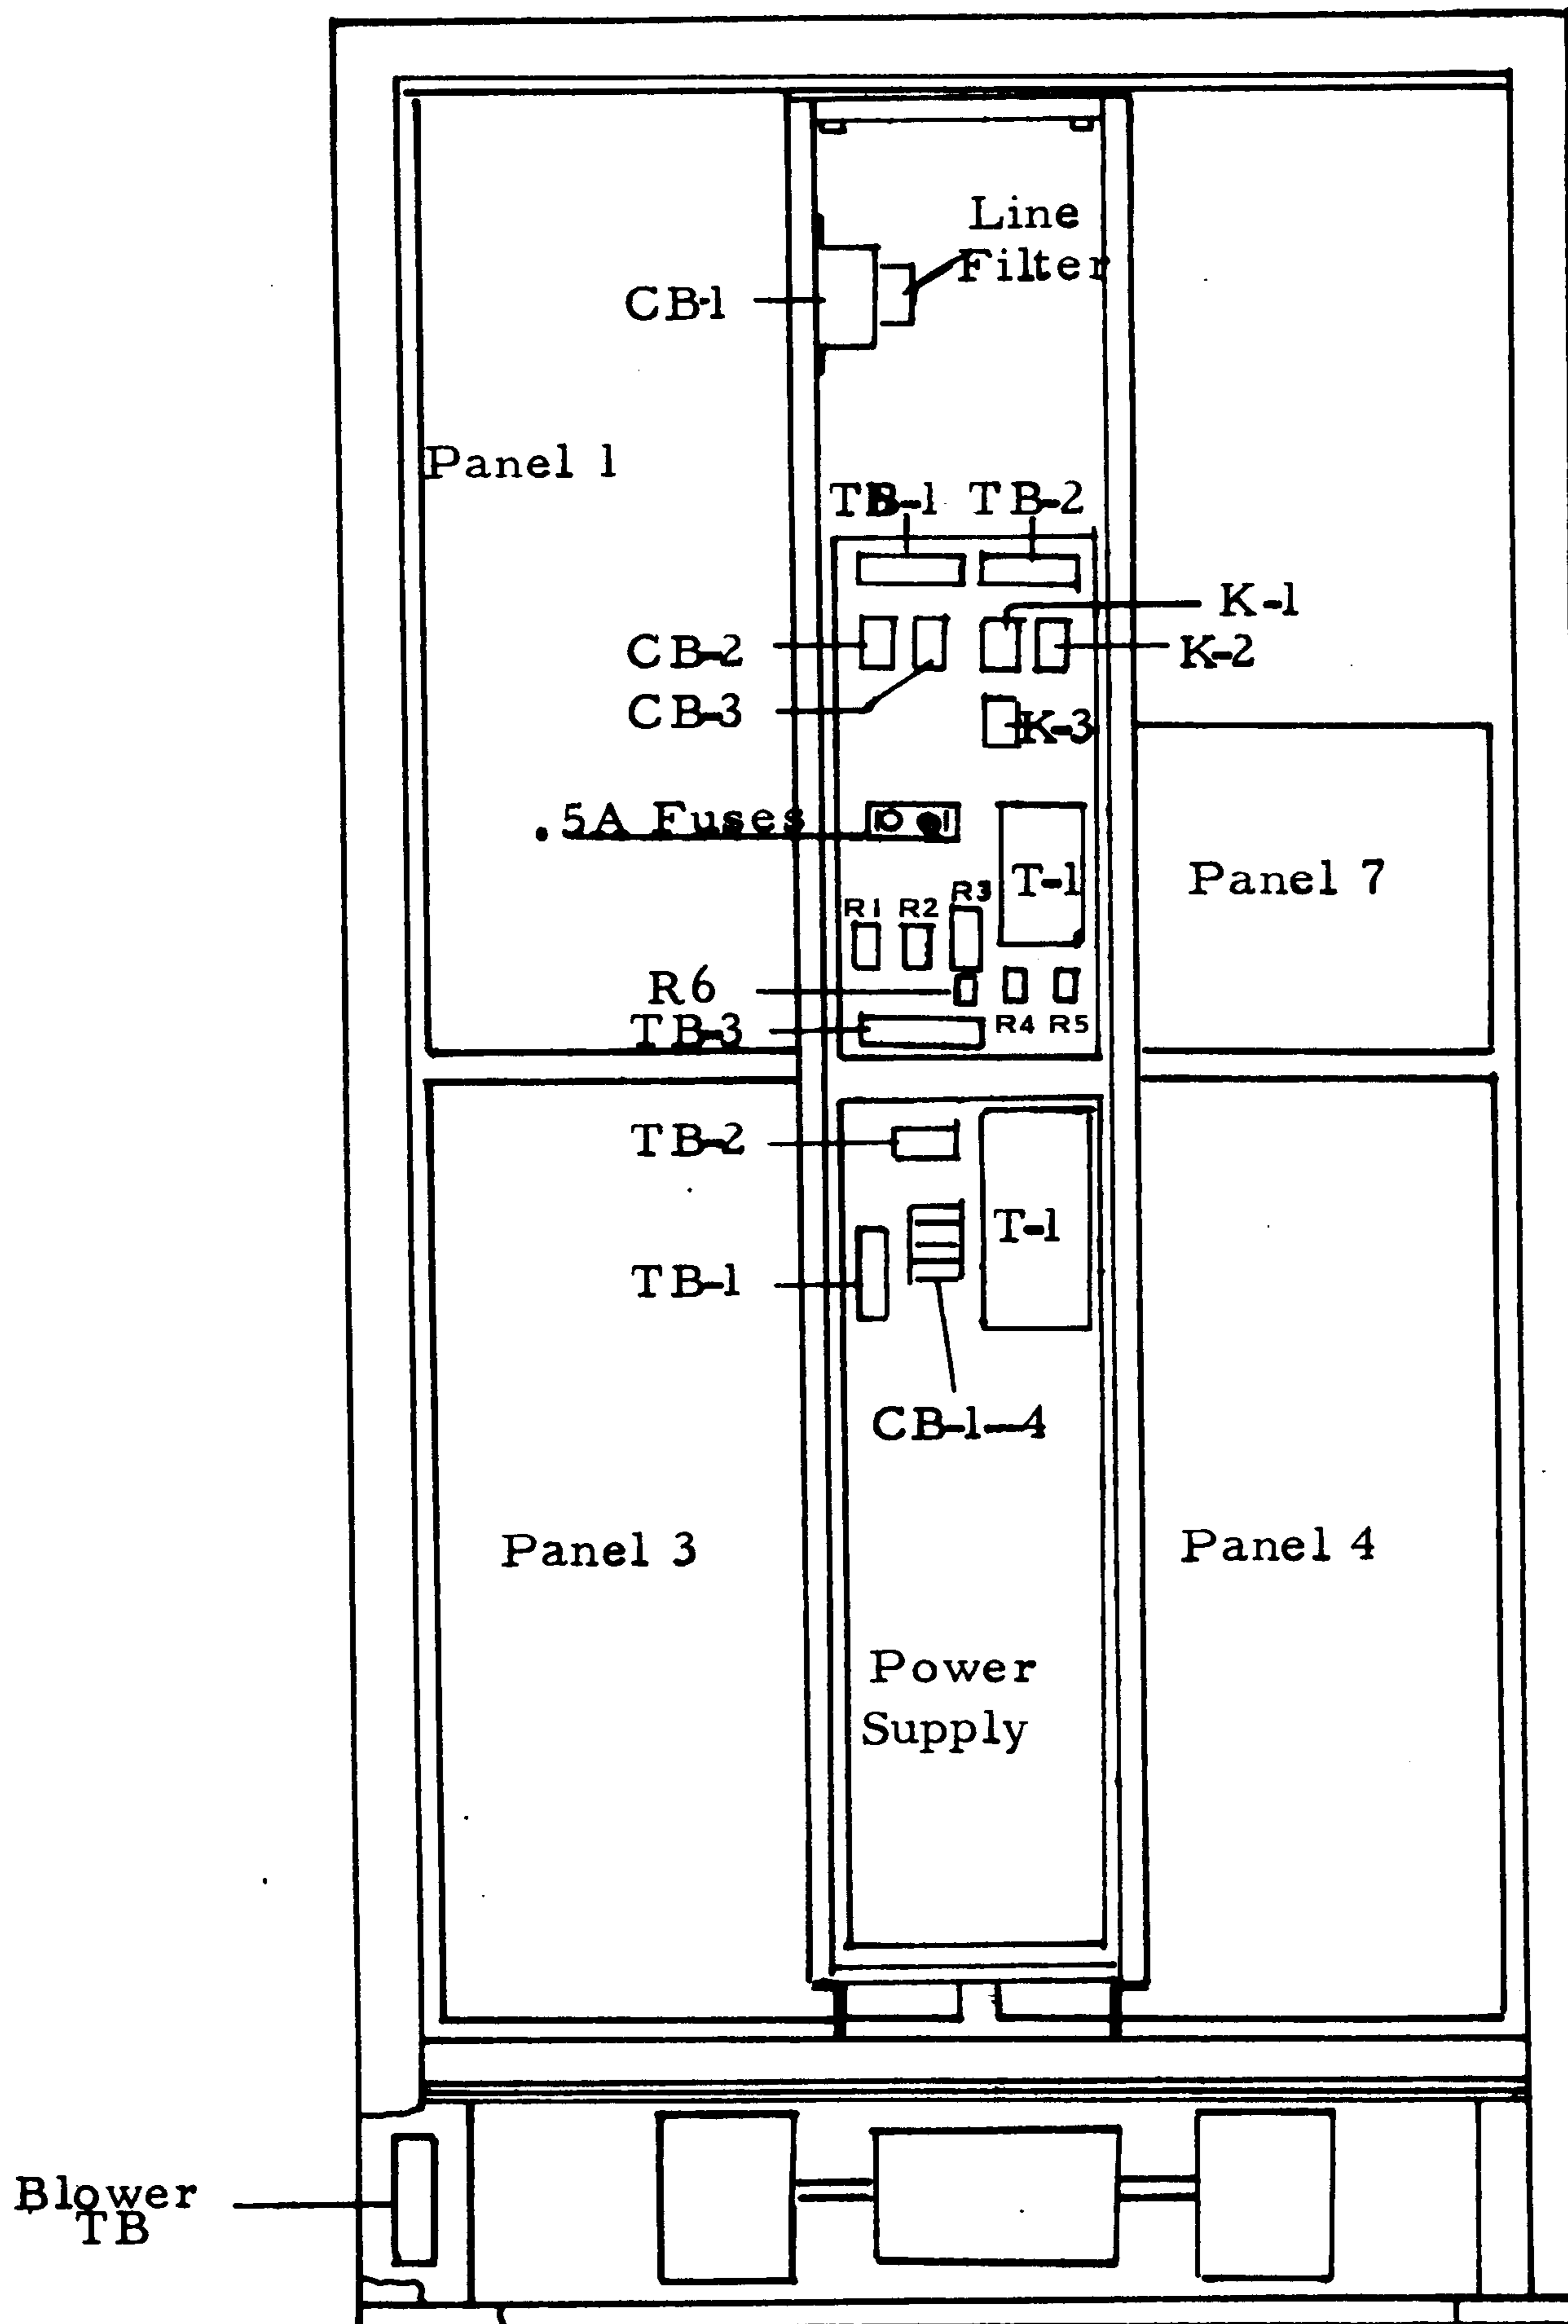 Line
Filter
CB-1
Panel 1
TB-1 TB-2
K-1
CB-2
K-2
CB-3
K-3
.5A Fuses
T-1
Panel 7
R3
R1 R2
R6
R4 R5
TB-3
TB-2
T-1
TB-1
CB-1-4
Panel 3
Panel 4
Power
Supply
Blower
TB